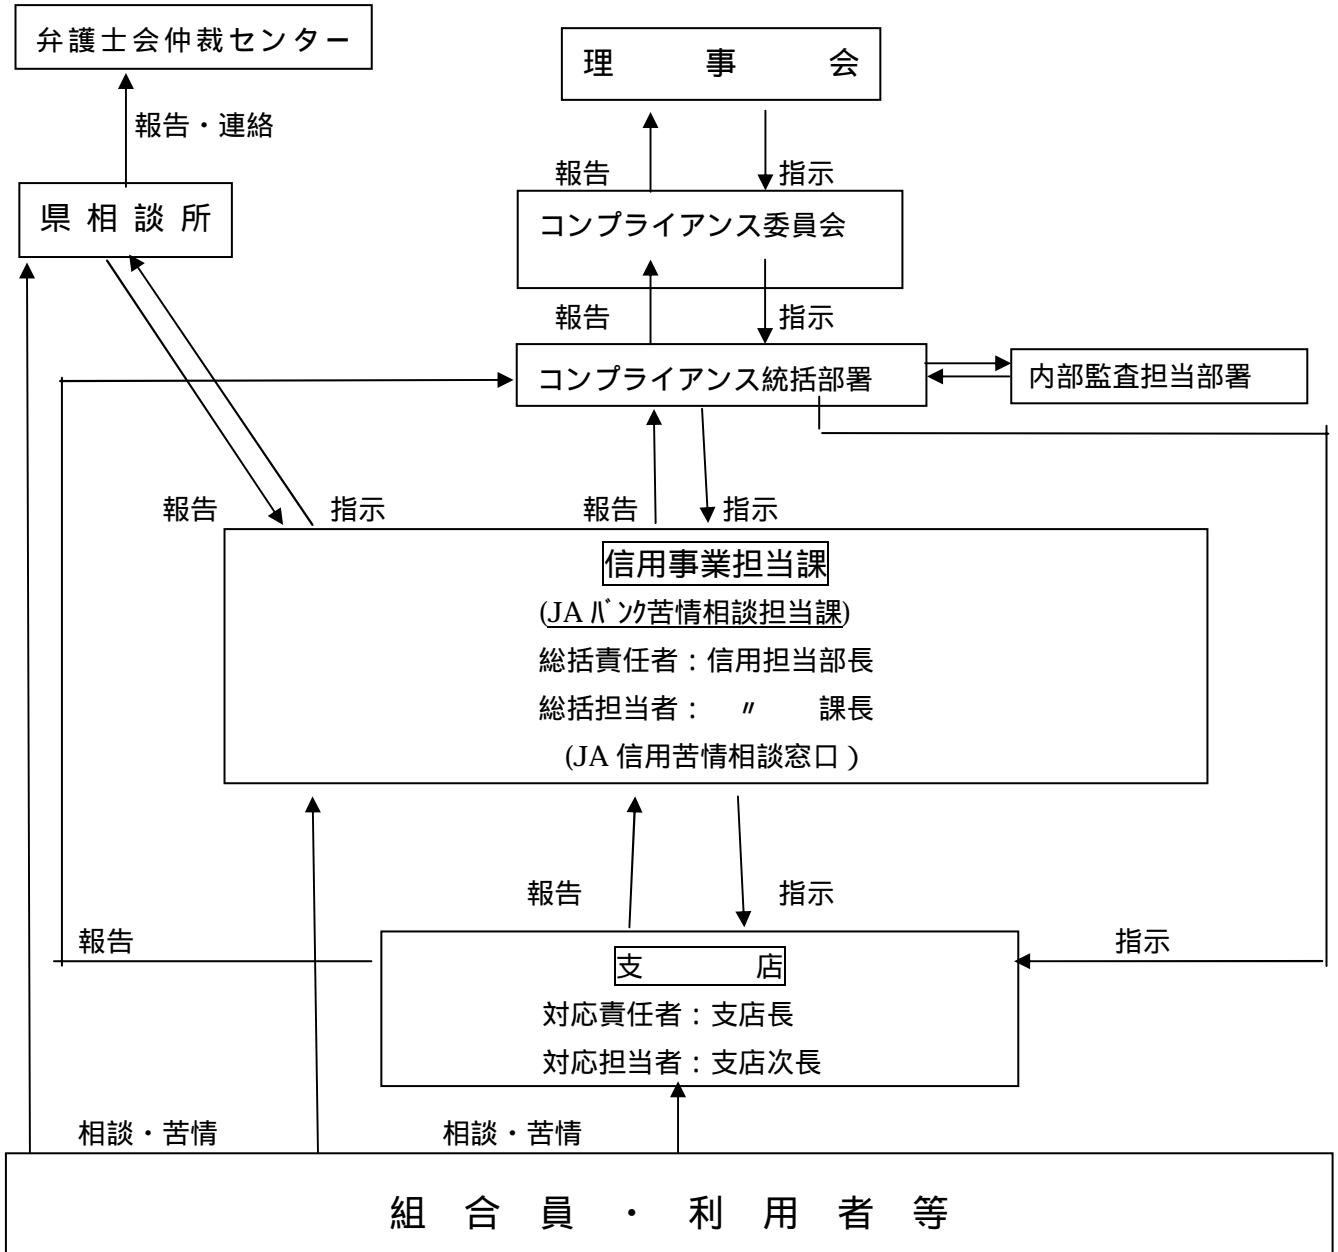 弁護士会仲裁センター
理　　事　　会
報告・連絡
報告
指示
県相談所
コンプライアンス委員会
報告
指示
コンプライアンス統括部署
内部監査担当部署
報告
指示
報告
指示
信用事業担当課
(JAﾊﾞﾝｸ苦情相談担当課)
総括責任者：信用担当部長
総括担当者：　〃　　課長
(JA 信用苦情相談窓口）
報告
指示
報告
指示
支　　　　店
対応責任者：支店長
対応担当者：支店次長
相談・苦情
相談・苦情
組　合　員　・　利　用　者　等